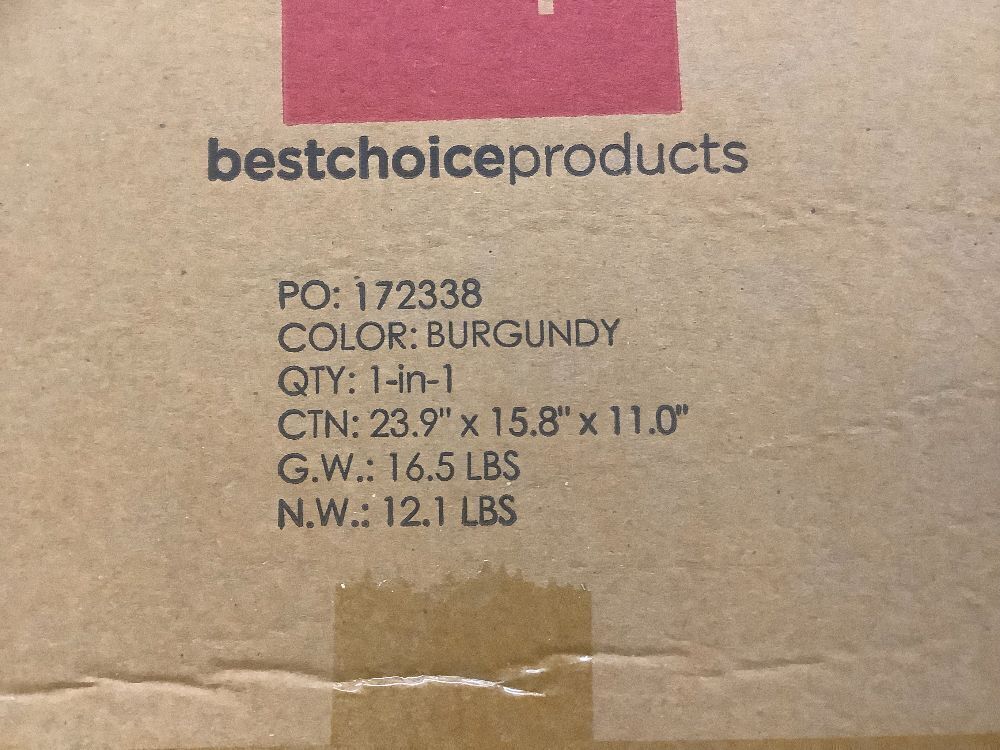 bestchoiceproducts
PO: 172338
COLOR: BURGUNDY
QTY: 1-in-1
CTN: 23.9" x 15.8" x 11.0"
G.W.: 16.5 LBS
N.W.: 12.1 LBS